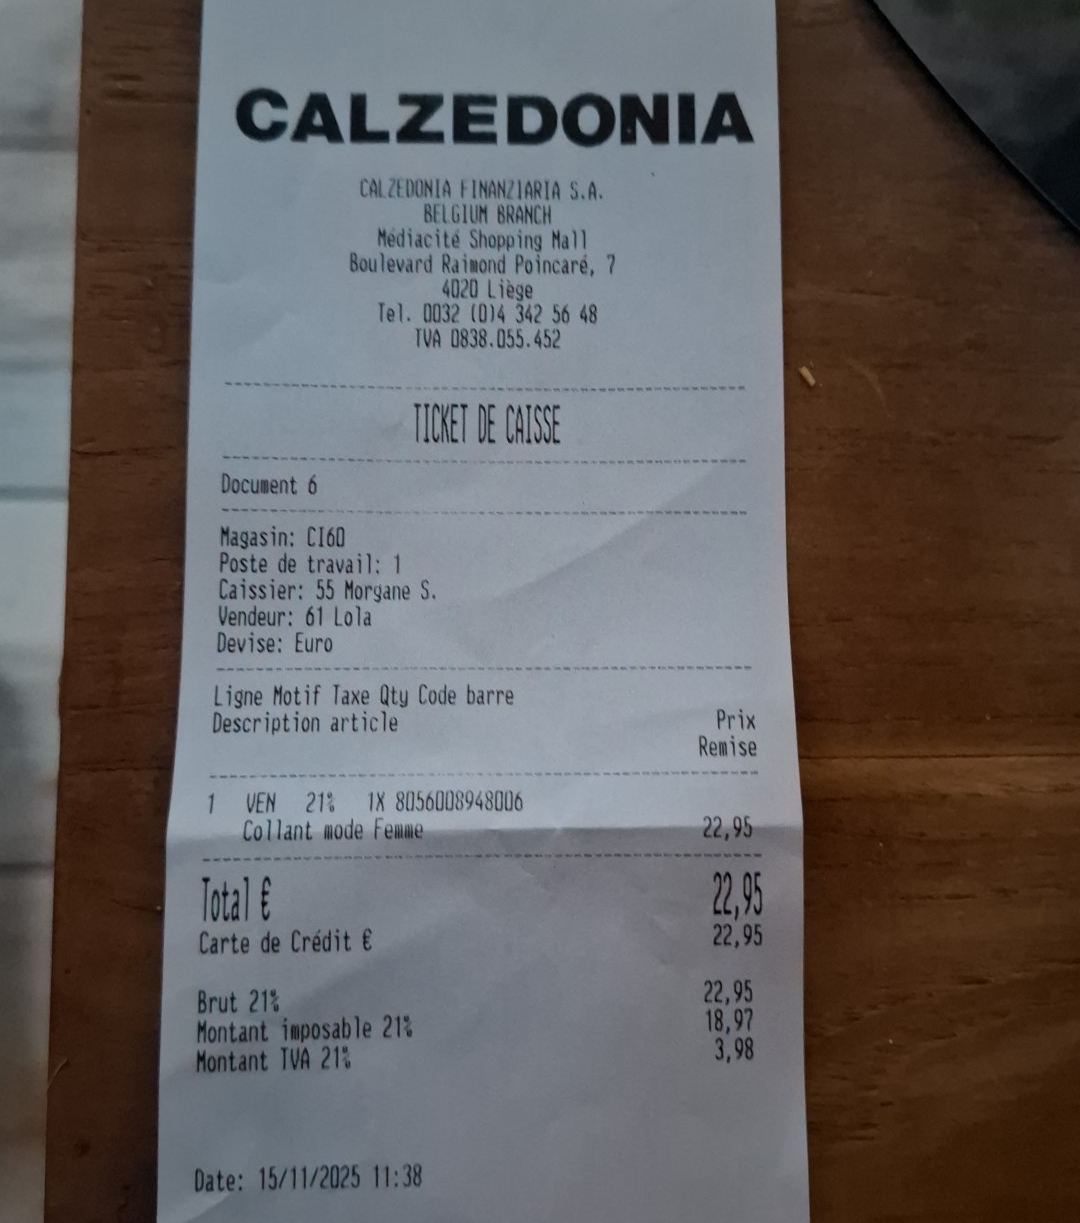 CALZEDONIA
CALZEDONIA FINANZIARIA S.A.
BELGIUM BRANCH
Médiacité Shopping Mall
Boulevard Raimond Poincaré, 7
4020 Liège
Tel. 0032 (0)4 342 56 48
TVA 0838.055.452
TICKET DE CAISSE
Document 6
Magasin: CI60
Poste de travail: 1
Caissier: 55 Morgane S.
Vendeur: 61 Lola
Devise: Euro
Ligne Motif Taxe Qty Code barre
Description article Prix
Remise
1 VEN 21% 1X 8056008948006
Collant mode Femme 22,95
Total € 22,95
Carte de Crédit € 22,95
Brut 21% 22,95
Montant imposable 21% 18,97
Montant TVA 21% 3,98
Date: 15/11/2025 11:38